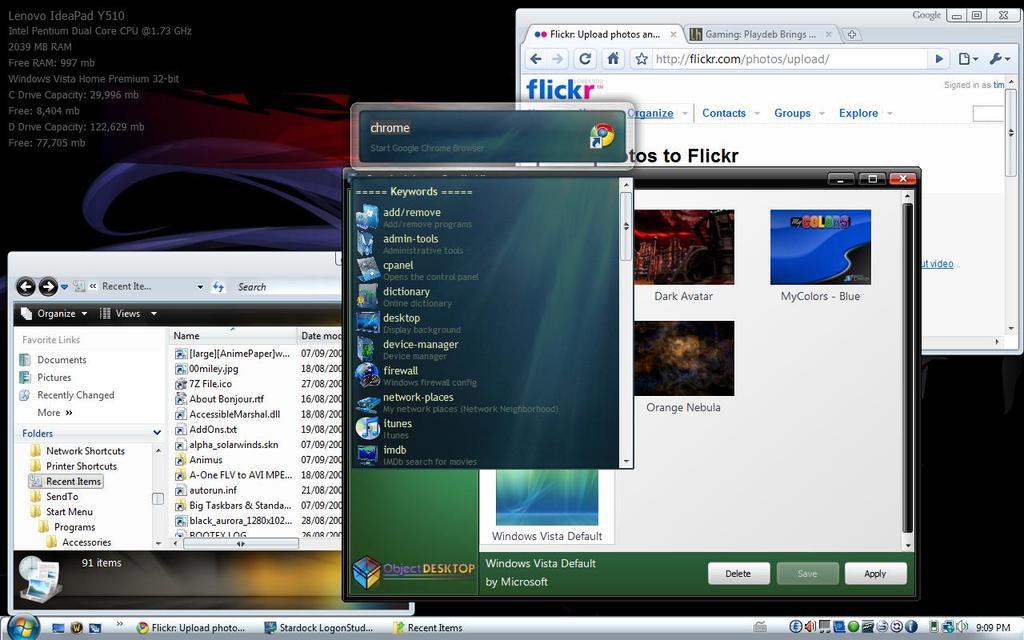 Lenovo IdeaPad Y510
Intel Pentium Dual Core CPU @1.73 GHz
2039 MB RAM
Free RAM: 997 mb
Windows Vista Home Premium 32-bit
C Drive Capacity: 29,996 mb
Free: 8,404 mb
D Drive Capacity: 122,629 mb
Free: 77,705 mb
Google
Flickr: Upload photos an...
Gaming: Playdeb Brings ...
http://flickr.com/photos/upload/
flickr
LOVES YOU
Signed in as tim
Organize
Contacts
Groups
Explore
tos to Flickr
ut video...
chrome
Start Google Chrome Browser
===== Keywords =====
add/remove
Add/remove programs
admin-tools
Administrative tools
cpanel
Opens the control panel
dictionary
Online dictionary
desktop
Display background
device-manager
Device manager
firewall
Windows firewall config
network-places
My network places (Network Neighborhood)
itunes
Itunes
imdb
IMDb search for movies
Dark Avatar
My COLORS!
MyColors - Blue
Orange Nebula
Windows Vista Default
Object DESKTOP
Windows Vista Default
by Microsoft
Delete
Save
Apply
Recent Ite...
Search
Organize
Views
Favorite Links
Documents
Pictures
Recently Changed
More »
Folders
Network Shortcuts
Printer Shortcuts
Recent Items
SendTo
Start Menu
Programs
Accessories
Name
Date mod
[large][AnimePaper]w... 07/09/200
00miley.jpg 18/08/200
7Z File.ico 27/08/200
About Bonjour.rtf 16/08/200
AccessibleMarshal.dll 18/08/200
AddOns.txt 19/08/200
alpha_solarwinds.skn 07/09/200
Animus 07/09/200
A-One FLV to AVI MPE... 18/08/200
autorun.inf 21/08/200
Big Taskbars & Standa... 07/09/200
black_aurora_1280x102... 28/08/200
BOOTEX.LOG 26/08/200
91 items
Flickr: Upload photo...
Stardock LogonStud...
Recent Items
9:09 PM